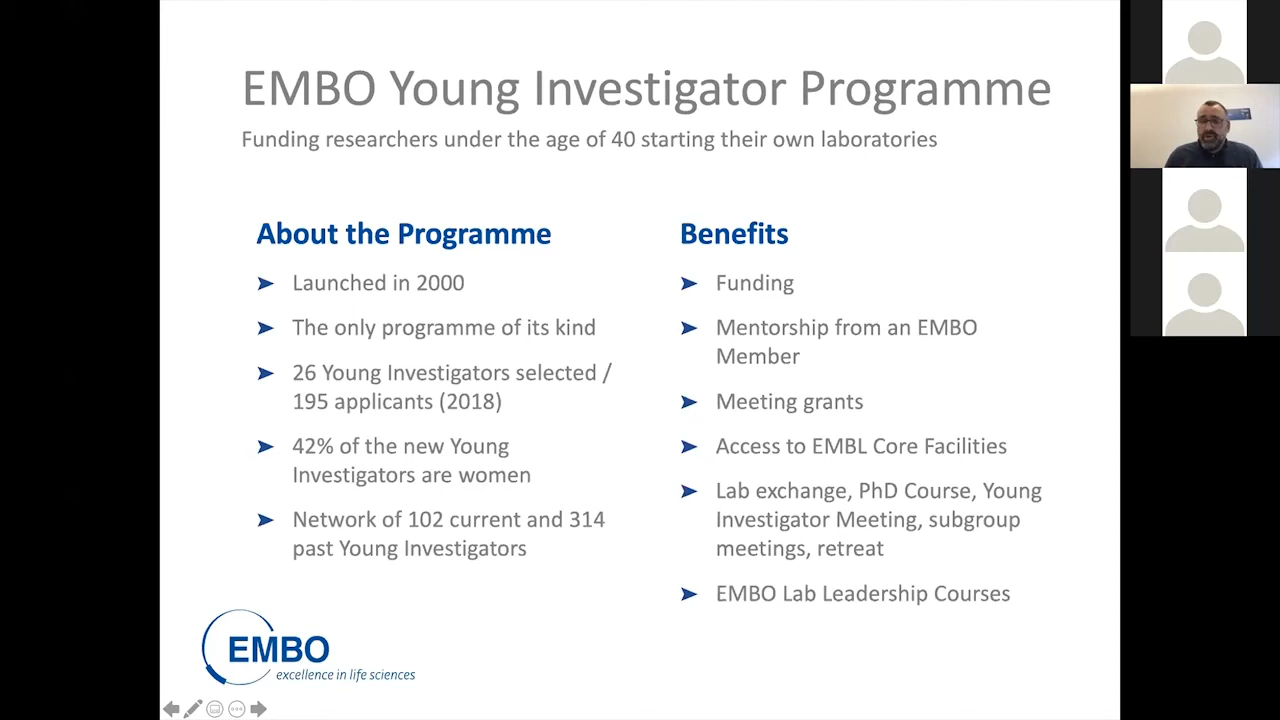 EMBO Young Investigator Programme
Funding researchers under the age of 40 starting their own laboratories
About the Programme
Launched in 2000
The only programme of its kind
26 Young Investigators selected /
195 applicants (2018)
42% of the new Young
Investigators are women
Network of 102 current and 314
past Young Investigators
Benefits
Funding
Mentorship from an EMBO
Member
Meeting grants
Access to EMBL Core Facilities
Lab exchange, PhD Course, Young
Investigator Meeting, subgroup
meetings, retreat
EMBO Lab Leadership Courses
EMBO
excellence in life sciences